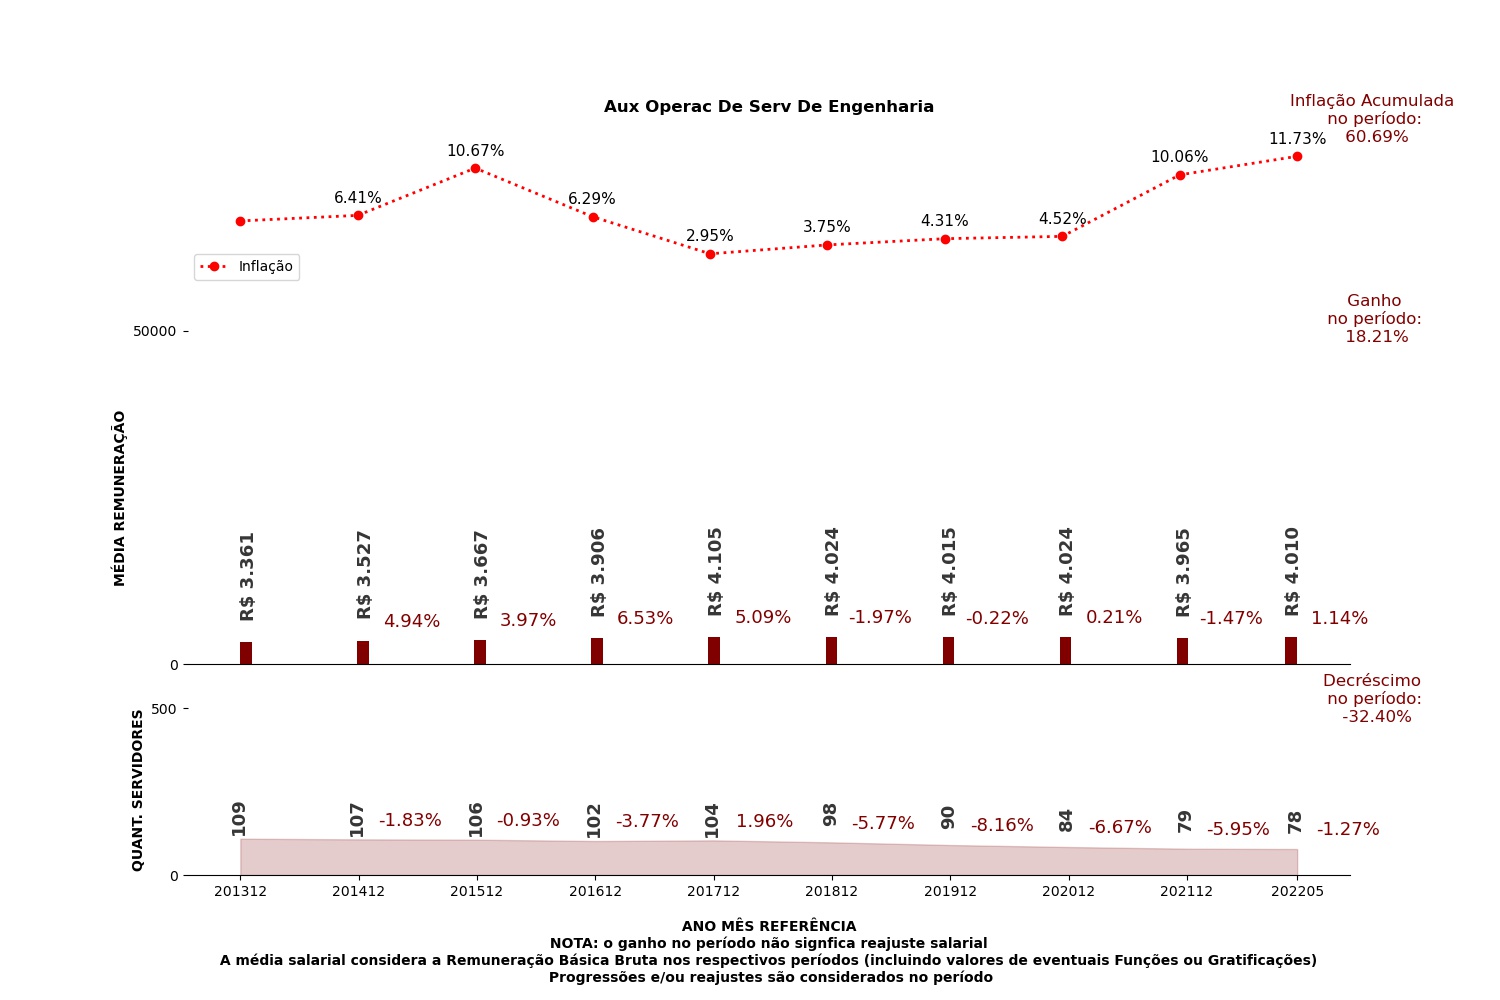 Aux Operac De Serv De Engenharia
Inflação Acumulada
no período:
60.69%
6.41%
10.67%
6.29%
2.95%
3.75%
4.31%
4.52%
10.06%
11.73%
Inflação
Ganho
no período:
18.21%
50000
0
MÉDIA REMUNERAÇÃO
R$ 3.361
R$ 3.527
R$ 3.667
R$ 3.906
R$ 4.105
R$ 4.024
R$ 4.015
R$ 4.024
R$ 3.965
R$ 4.010
4.94%
3.97%
6.53%
5.09%
-1.97%
-0.22%
0.21%
-1.47%
1.14%
Decréscimo
no período:
-32.40%
500
0
QUANT. SERVIDORES
109
107
106
102
104
98
90
84
79
78
-1.83%
-0.93%
-3.77%
1.96%
-5.77%
-8.16%
-6.67%
-5.95%
-1.27%
201312
201412
201512
201612
201712
201812
201912
202012
202112
202205
ANO MÊS REFERÊNCIA
NOTA: o ganho no período não signfica reajuste salarial
A média salarial considera a Remuneração Básica Bruta nos respectivos períodos (incluindo valores de eventuais Funções ou Gratificações)
Progressões e/ou reajustes são considerados no período